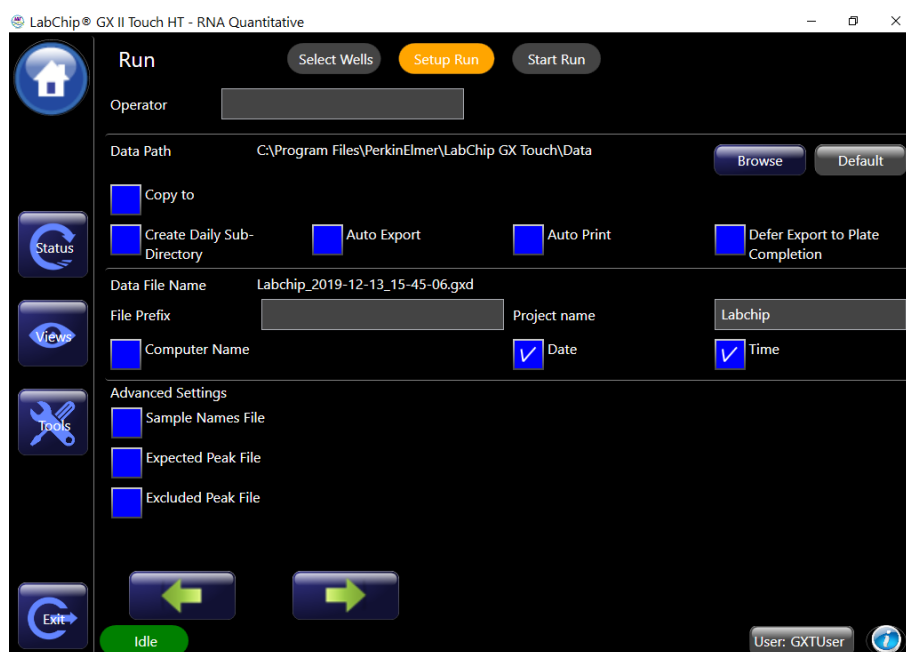 LabChip® GX II Touch HT - RNA Quantitative
Run
Select Wells
Setup Run
Start Run
Operator
Data Path
C:\Program Files\PerkinElmer\LabChip GX Touch\Data
Browse
Default
Copy to
Create Daily Sub-
Directory
Auto Export
Auto Print
Defer Export to Plate
Completion
Status
Data File Name
Labchip_2019-12-13_15-45-06.gxd
File Prefix
Project name
Labchip
Views
Computer Name
Date
Time
Advanced Settings
Sample Names File
Tools
Expected Peak File
Excluded Peak File
Exit
Idle
User: GXTUser